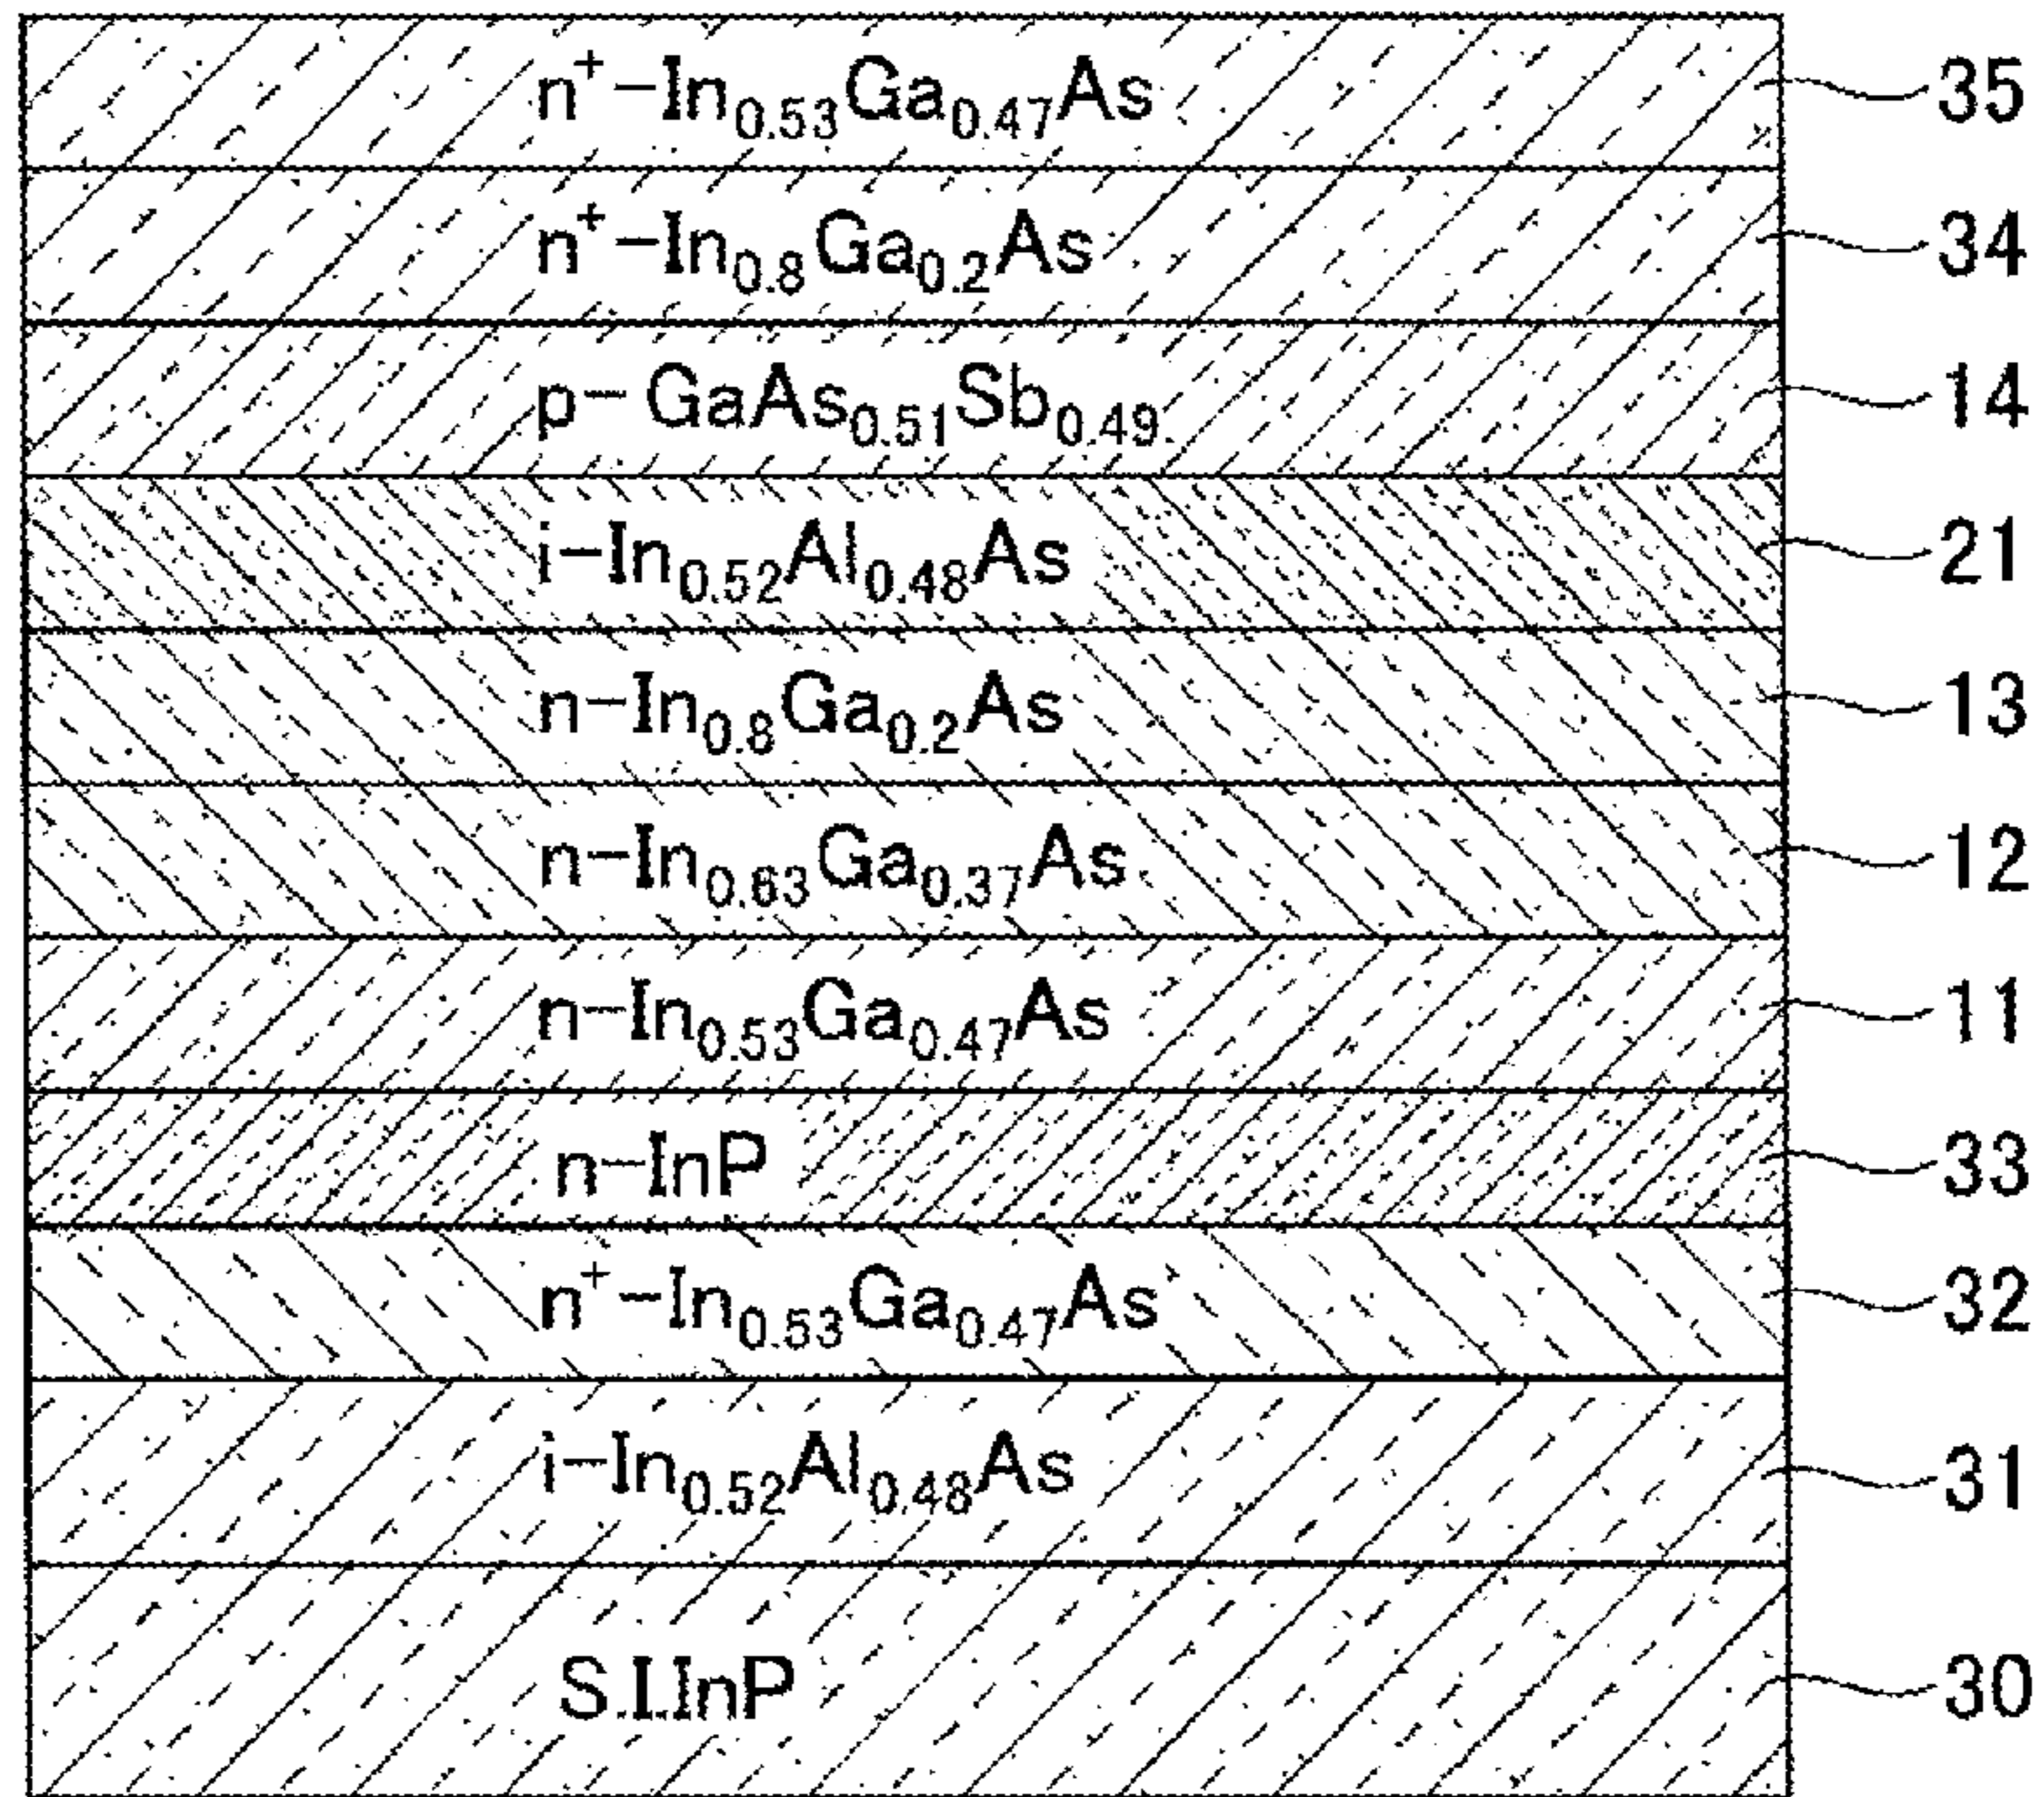 n⁺-In₀.₅₃Ga₀.₄₇As 35
n⁺-In₀.₈Ga₀.₂As 34
p- GaAs₀.₅₁Sb₀.₄₉ 14
i-In₀.₅₂Al₀.₄₈As 21
n-In₀.₈Ga₀.₂As 13
n-In₀.₆₃Ga₀.₃₇As 12
n-In₀.₅₃Ga₀.₄₇As 11
n-InP 33
n⁺-In₀.₅₃Ga₀.₄₇As 32
i-In₀.₅₂Al₀.₄₈As 31
S.I.InP 30